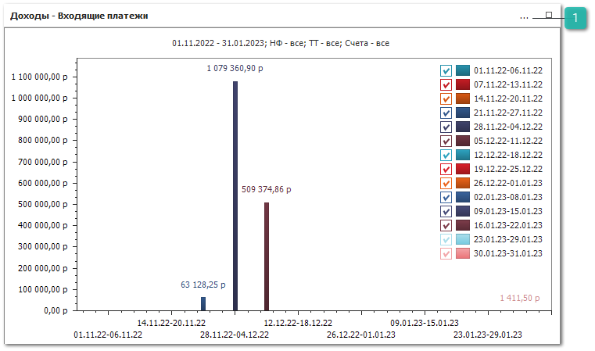 Доходы - Входящие платежи
...
1
01.11.2022 - 31.01.2023; НФ - все; ТТ - все; Счета - все
1 100 000,00 р
1 000 000,00 р
900 000,00 р
800 000,00 р
700 000,00 р
600 000,00 р
500 000,00 р
400 000,00 р
300 000,00 р
200 000,00 р
100 000,00 р
0,00 р
1 079 360,90 р
509 374,86 р
63 128,25 р
1 411,50 р
01.11.22-06.11.22
07.11.22-13.11.22
14.11.22-20.11.22
21.11.22-27.11.22
28.11.22-04.12.22
05.12.22-11.12.22
12.12.22-18.12.22
19.12.22-25.12.22
26.12.22-01.01.23
02.01.23-08.01.23
09.01.23-15.01.23
16.01.23-22.01.23
23.01.23-29.01.23
30.01.23-31.01.23
14.11.22-20.11.22 12.12.22-18.12.22 09.01.23-15.01.23
01.11.22-06.11.22 28.11.22-04.12.22 26.12.22-01.01.23 23.01.23-29.01.23